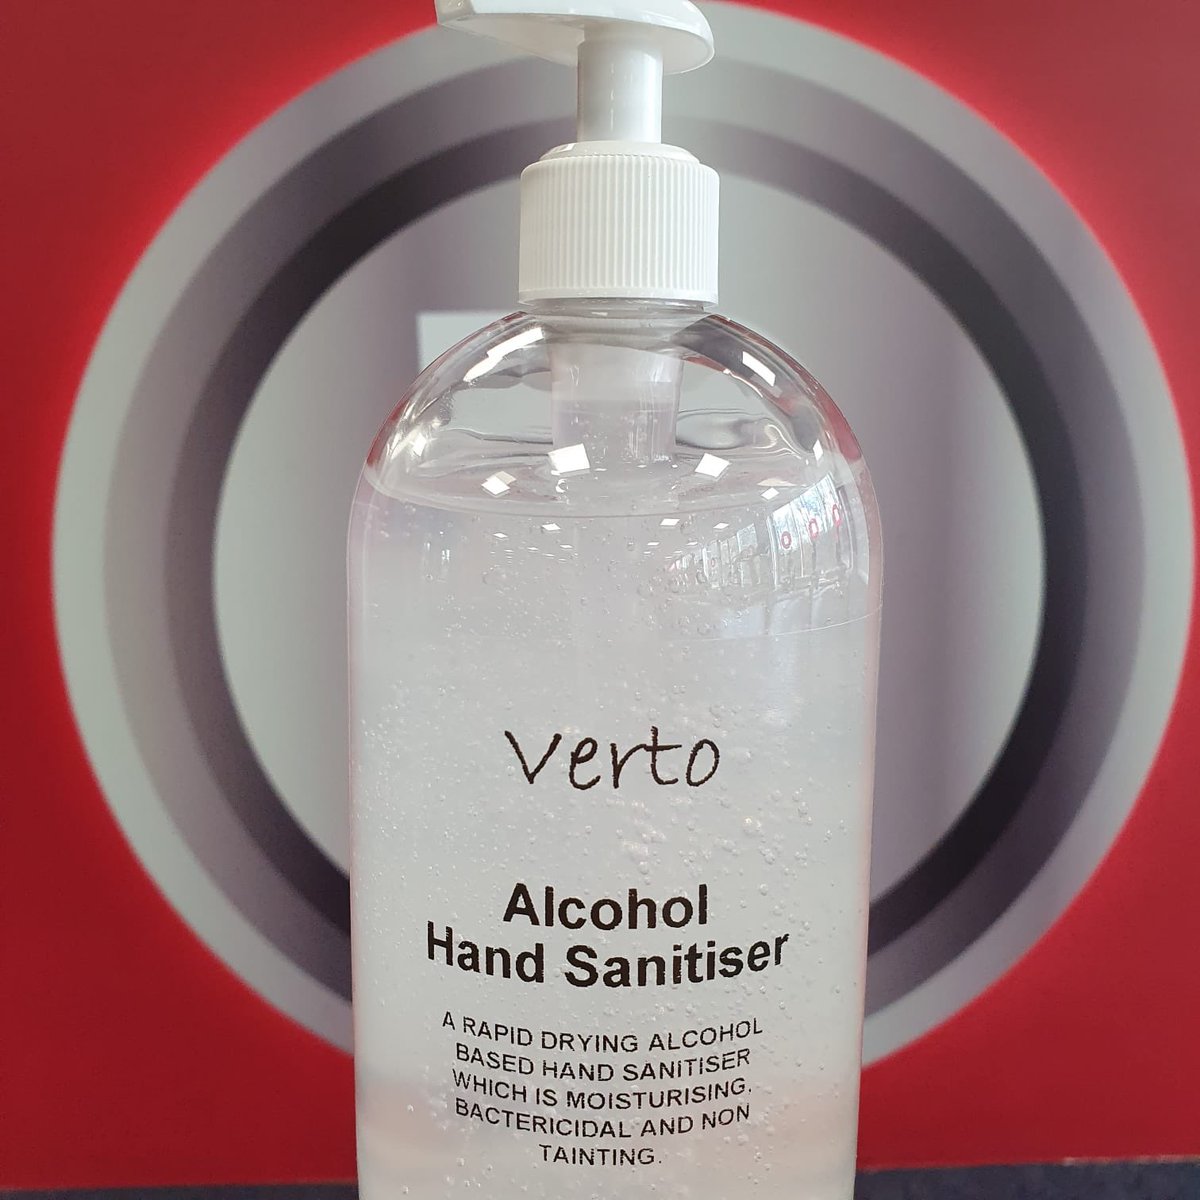 verto
Alcohol
Hand Sanitiser
A RAPID DRYING ALCOHOL
BASED HAND SANITISER
WHICH IS MOISTURISING,
BACTERICIDAL AND NON
TAINTING.